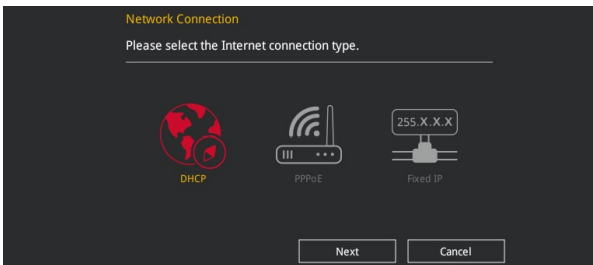 Network Connection
Please select the Internet connection type.
255.X.X.X
DHCP
PPPoE
Fixed IP
Next
Cancel